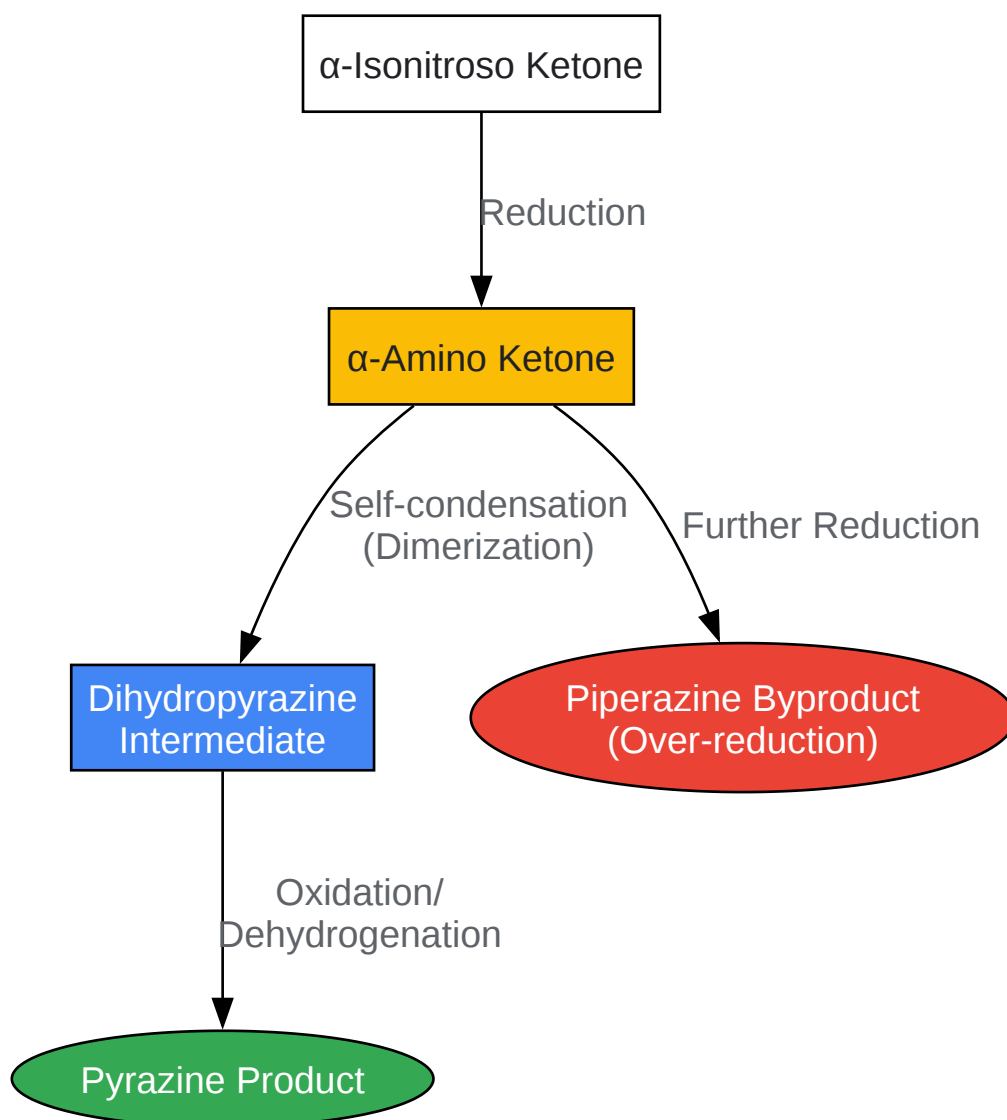 α-Isonitroso Ketone
Reduction
α-Amino Ketone
Self-condensation
(Dimerization)
Further Reduction
Dihydropyrazine
Intermediate
Piperazine Byproduct
(Over-reduction)
Oxidation/
Dehydrogenation
Pyrazine Product